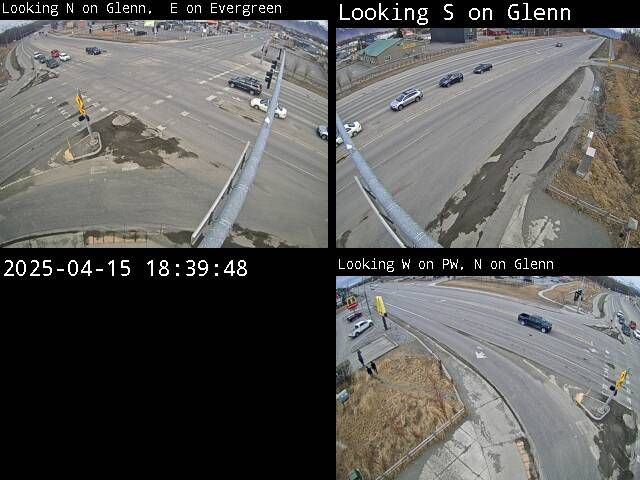 Looking N on Glenn,  E on Evergreen
Looking S on Glenn
2025-04-15 18:39:48
Looking W on PW, N on Glenn